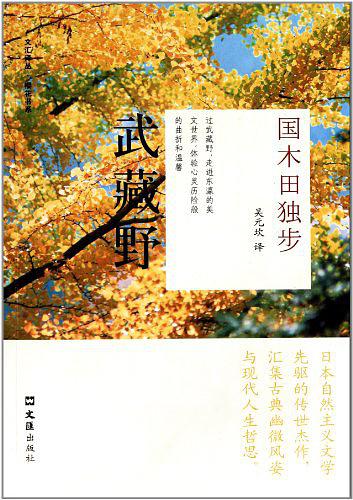 国木田独步
吴元坎 译
过武藏野,走进东瀛的美
文世界,体验心灵历险般
的曲折和温馨
武藏野
日本自然主义文学
先驱的传世杰作,
汇集古典幽微风姿
与现代人生哲思。
文汇出版社